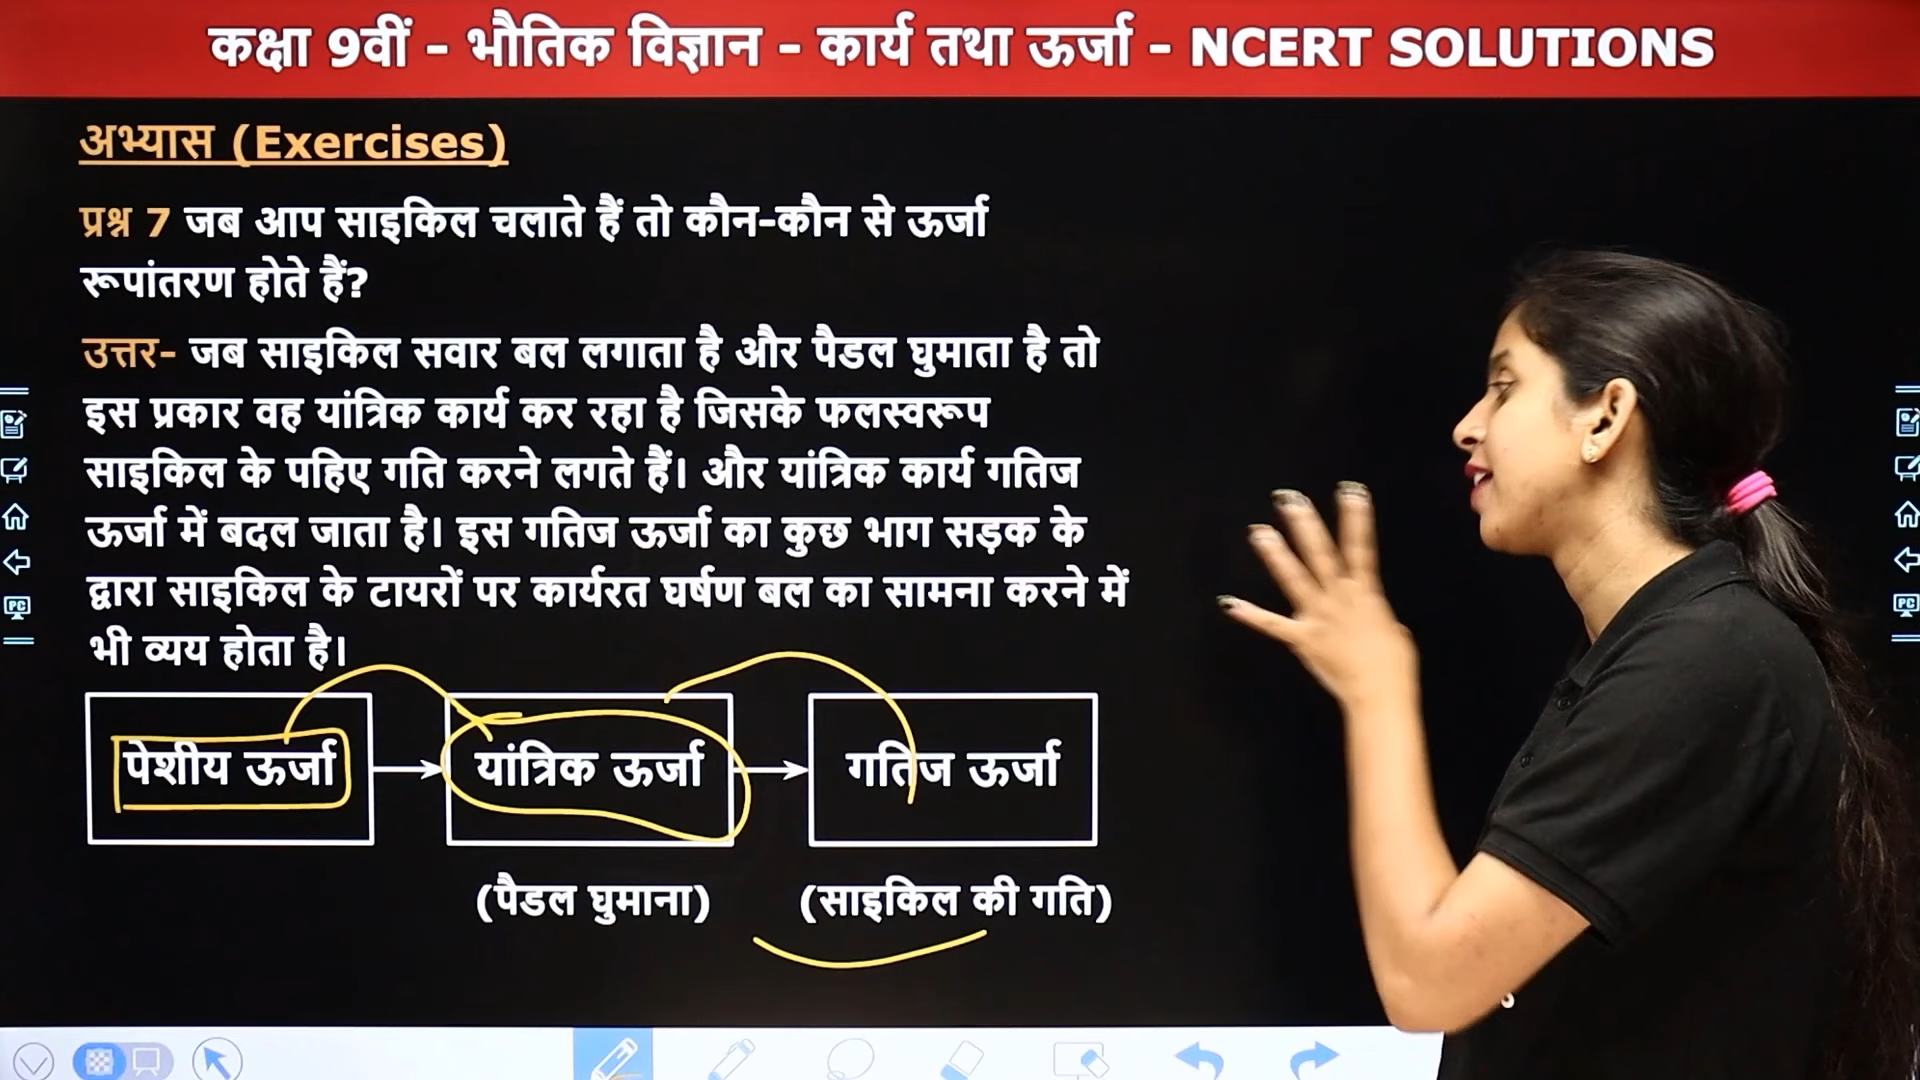 कक्षा 9वीं - भौतिक विज्ञान - कार्य तथा ऊर्जा - NCERT SOLUTIONS
अभ्यास (Exercises)
प्रश्न 7 जब आप साइकिल चलाते हैं तो कौन-कौन से ऊर्जा
रूपांतरण होते हैं?
उत्तर- जब साइकिल सवार बल लगाता है और पैडल घुमाता है तो
इस प्रकार वह यांत्रिक कार्य कर रहा है जिसके फलस्वरूप
साइकिल के पहिए गति करने लगते हैं। और यांत्रिक कार्य गतिज
ऊर्जा में बदल जाता है। इस गतिज ऊर्जा का कुछ भाग सड़क के
द्वारा साइकिल के टायरों पर कार्यरत घर्षण बल का सामना करने में
भी व्यय होता है।
पेशीय ऊर्जा यांत्रिक ऊर्जा गतिज ऊर्जा
(पैडल घुमाना) (साइकिल की गति)
PC PC